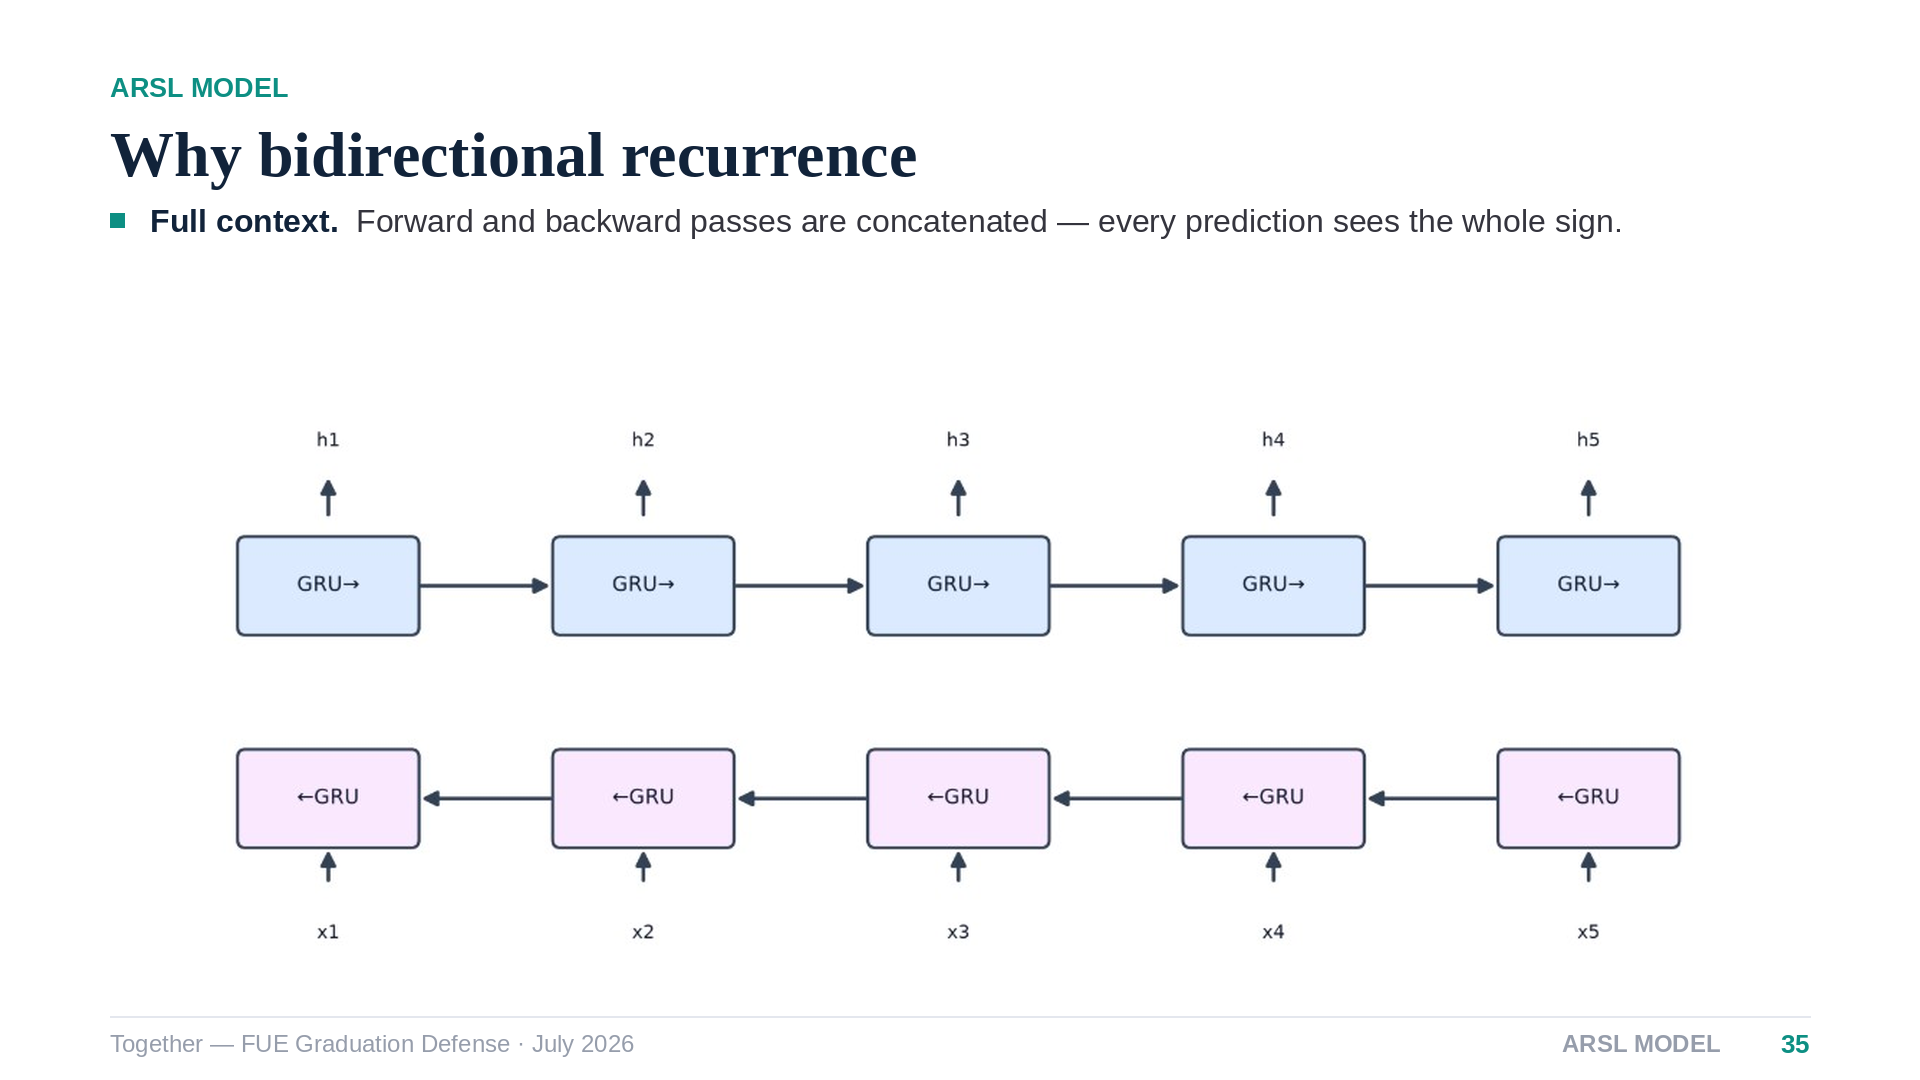 ARSL MODEL
Why bidirectional recurrence
Full context. Forward and backward passes are concatenated — every prediction sees the whole sign.
h1 h2 h3 h4 h5
GRU→ GRU→ GRU→ GRU→ GRU→
←GRU ←GRU ←GRU ←GRU ←GRU
x1 x2 x3 x4 x5
Together — FUE Graduation Defense · July 2026 ARSL MODEL 35